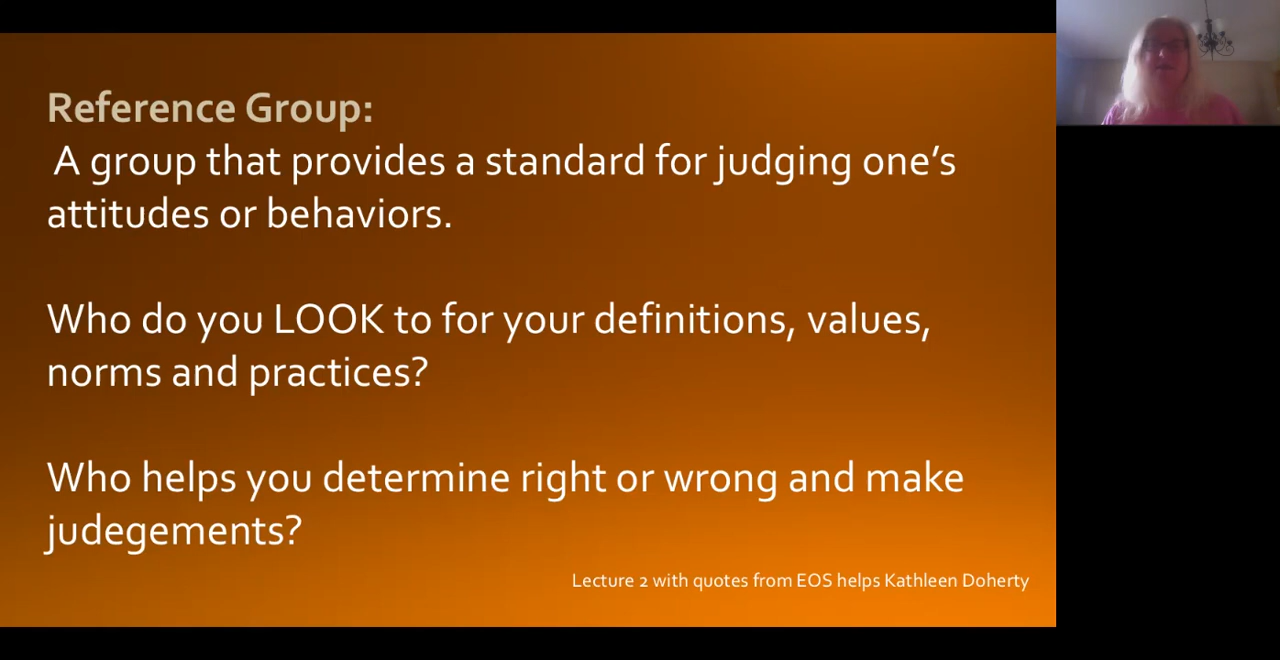 Reference Group:
A group that provides a standard for judging one’s
attitudes or behaviors.
Who do you LOOK to for your definitions, values,
norms and practices?
Who helps you determine right or wrong and make
judegements?
Lecture 2 with quotes from EOS helps Kathleen Doherty